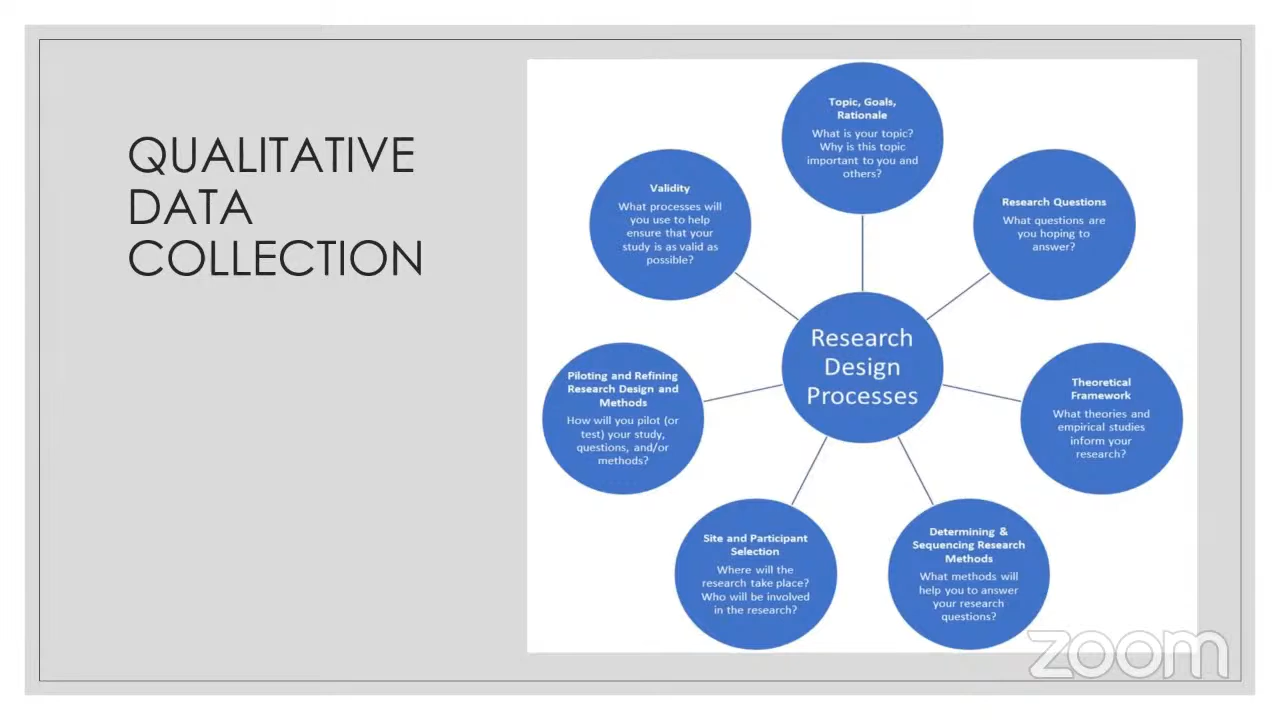 QUALITATIVE
DATA
COLLECTION
Topic, Goals,
Rationale
What is your topic?
Why is this topic
important to you and
others?
Research Questions
What questions are
you hoping to
answer?
Theoretical
Framework
What theories and
empirical studies
inform your
research?
Determining &
Sequencing Research
Methods
What methods will
help you to answer
your research
questions?
Site and Participant
Selection
Where will the
research take place?
Who will be involved
in the research?
Piloting and Refining
Research Design and
Methods
How will you pilot (or
test) your study,
questions, and/or
methods?
Validity
What processes will
you use to help
ensure that your
study is as valid as
possible?
Research
Design
Processes
zoom